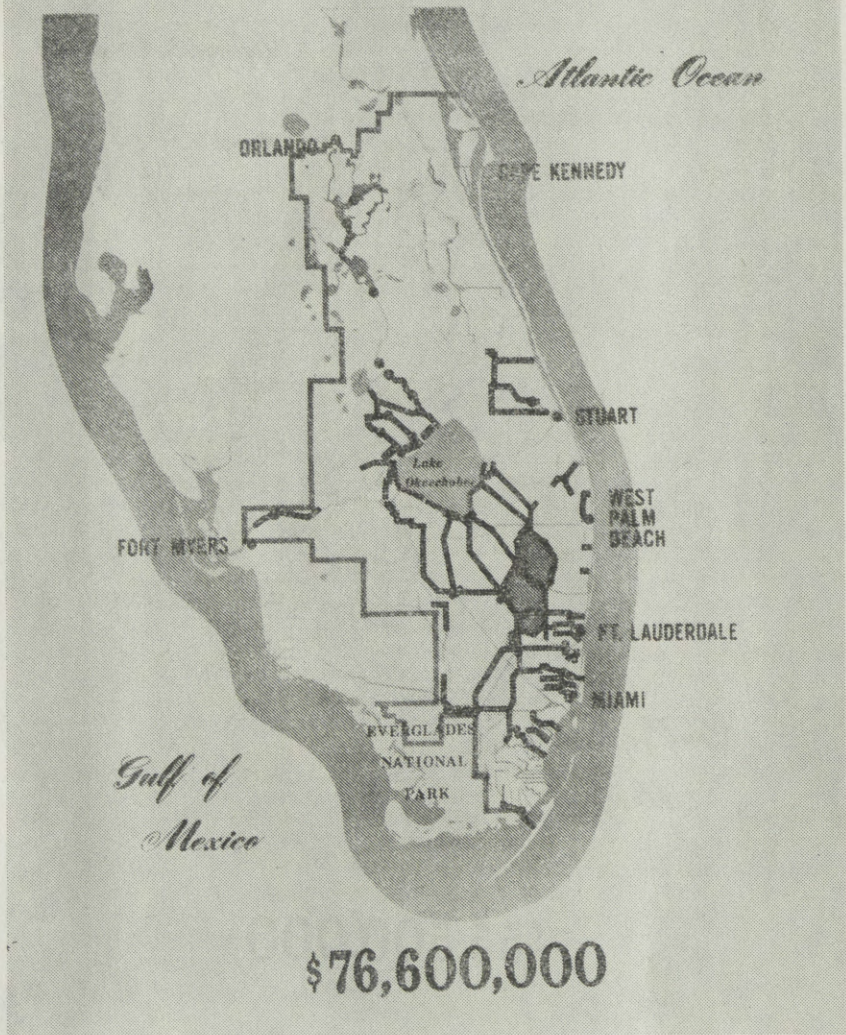 Atlantic Ocean
ORLANDO
CAPE KENNEDY
STUART
Lake
Okeechobee
WEST
PALM
BEACH
FORT MYERS
FT. LAUDERDALE
MIAMI
EVERGLADES
NATIONAL
PARK
Gulf of
Mexico
$76,600,000